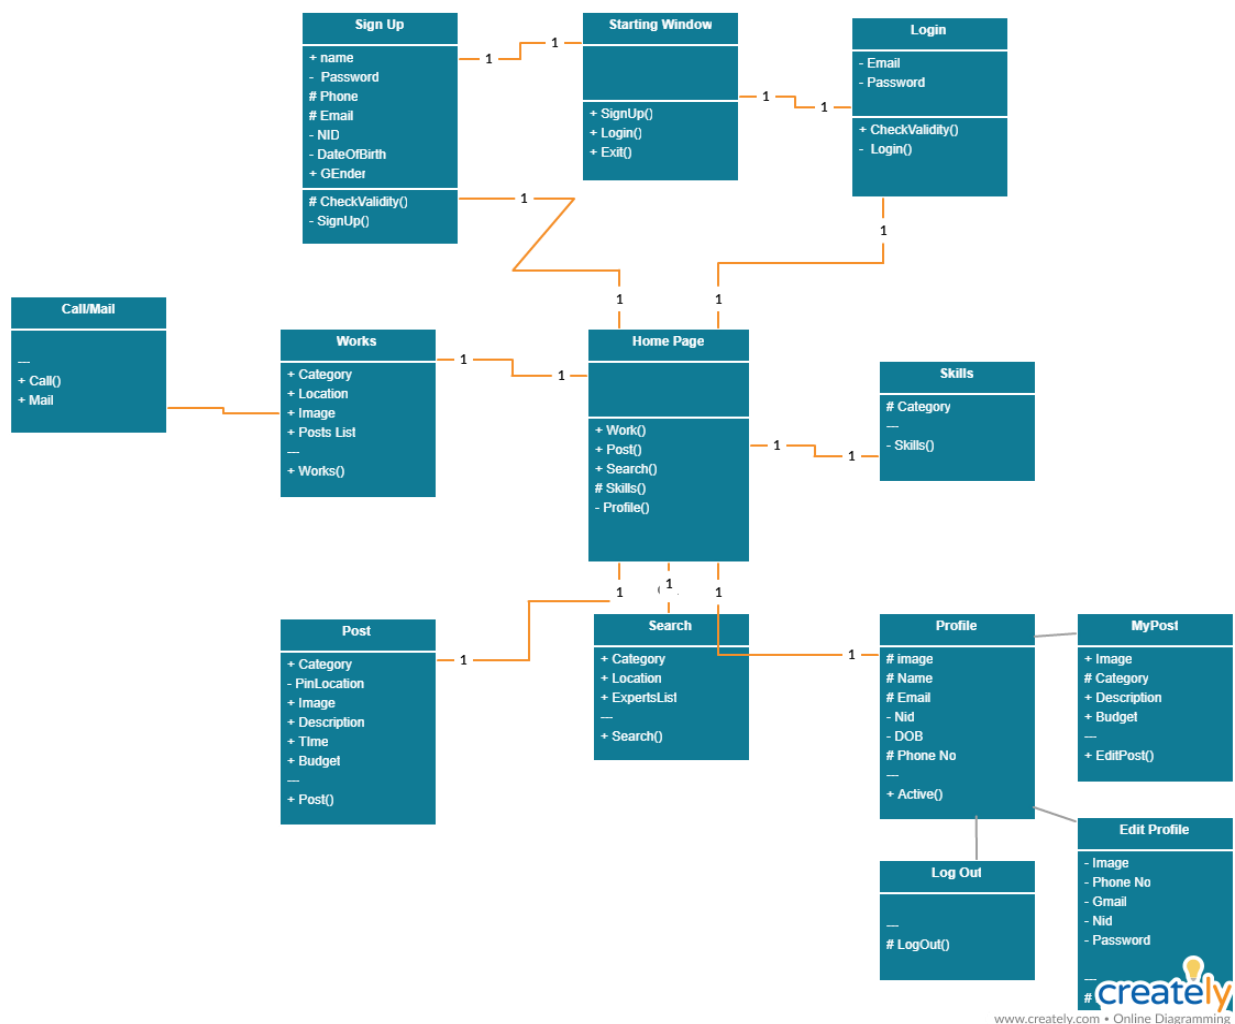 Sign Up
+ name
- Password
# Phone
# Email
- NID
- DateOfBirth
+ GEnder
# CheckValidity()
- SignUp()
1
1
Starting Window
+ SignUp()
+ Login()
+ Exit()
1
1
Login
- Email
- Password
+ CheckValidity()
- Login()
1
1
1
1
Call/Mail
---
+ Call()
+ Mail
Works
+ Category
+ Location
+ Image
+ Posts List
---
+ Works()
1
1
Home Page
+ Work()
+ Post()
+ Search()
# Skills()
- Profile()
1
1
Skills
# Category
---
- Skills()
1
1
1
Post
+ Category
- PinLocation
+ Image
+ Description
+ TIme
+ Budget
---
+ Post()
1
Search
+ Category
+ Location
+ ExpertsList
---
+ Search()
1
Profile
# image
# Name
# Email
- Nid
- DOB
# Phone No
---
+ Active()
MyPost
+ Image
# Category
+ Description
+ Budget
---
+ EditPost()
Log Out
---
# LogOut()
Edit Profile
- Image
- Phone No
- Gmail
- Nid
- Password
---
#
creately
www.creately.com • Online Diagramming